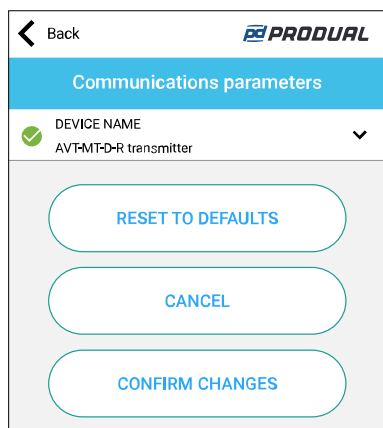 Back
PRODUAL
Communications parameters
DEVICE NAME
AVT-MT-D-R transmitter
RESET TO DEFAULTS
CANCEL
CONFIRM CHANGES